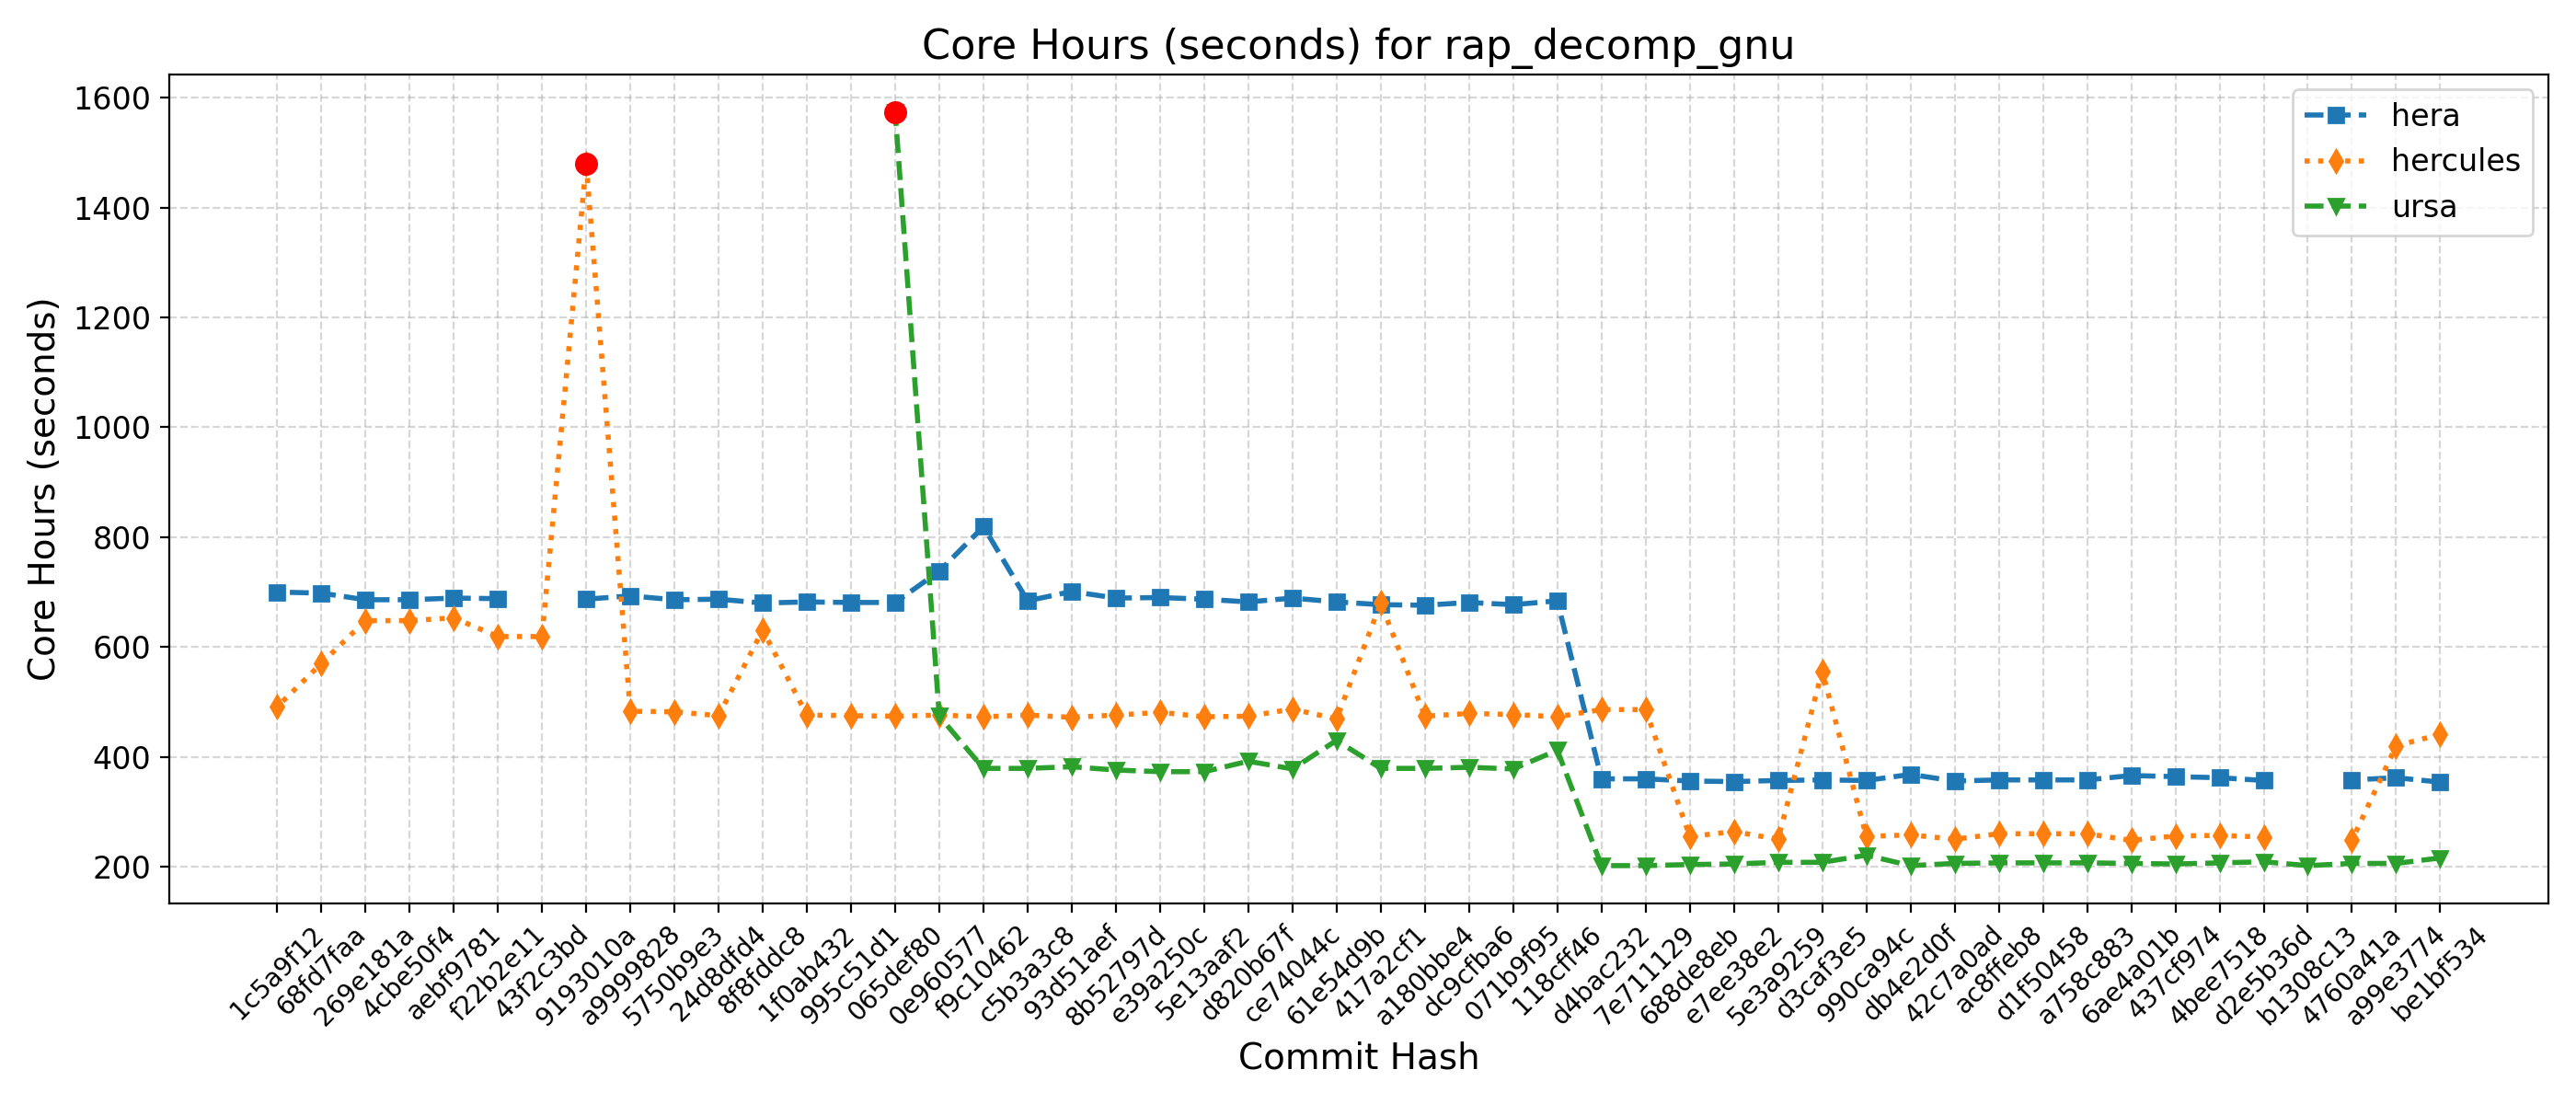 Core Hours (seconds) for rap_decomp_gnu
Core Hours (seconds)
1600
1400
1200
1000
800
600
400
200
hera
hercules
ursa
1c5a9f12
68fd7faa
269e181a
4cbe50f4
aebf9781
f22b2e11
43f2c3bd
9193010a
a9999828
5750b9e3
24d8dfd4
8f8fddc8
1f0ab432
995c51d1
065def80
0e960577
f9c10462
c5b3a3c8
93d51aef
8b52797d
e39a250c
5e13aaf2
d820b67f
ce74044c
61e54d9b
417a2cf1
a180bbe4
dc9cfba6
071b9f95
118cff46
d4bac232
7e711129
688de8eb
e7ee38e2
5e3a9259
d3caf3e5
990ca94c
db4e2d0f
42c7a0ad
ac8ffeb8
d1f50458
a758c883
6ae4a01b
437cf974
4bee7518
d2e5b36d
b1308c13
4760a41a
a99e3774
be1bf534
Commit Hash